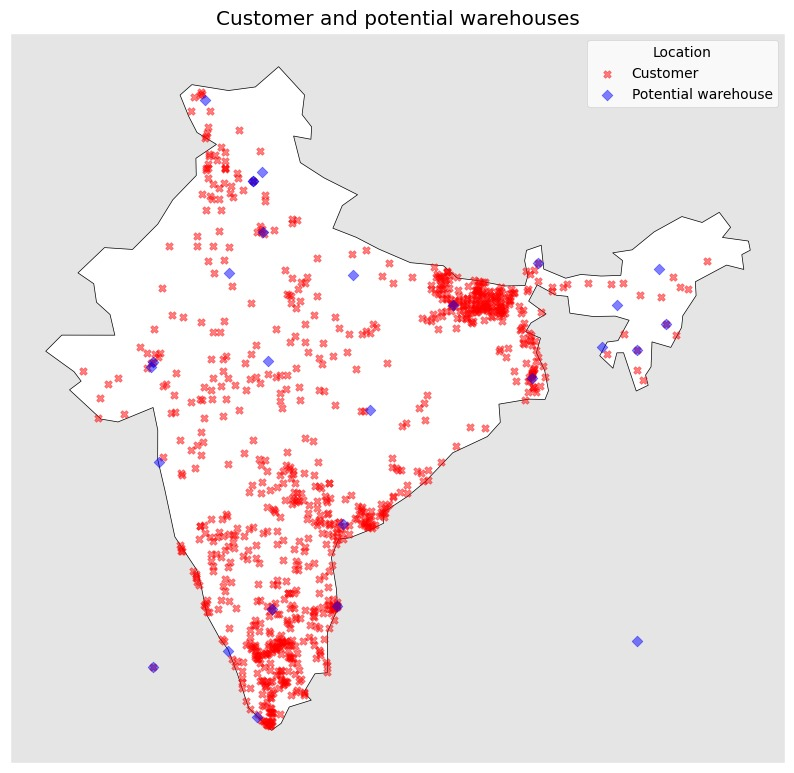 Customer and potential warehouses
Location
Customer
Potential warehouse